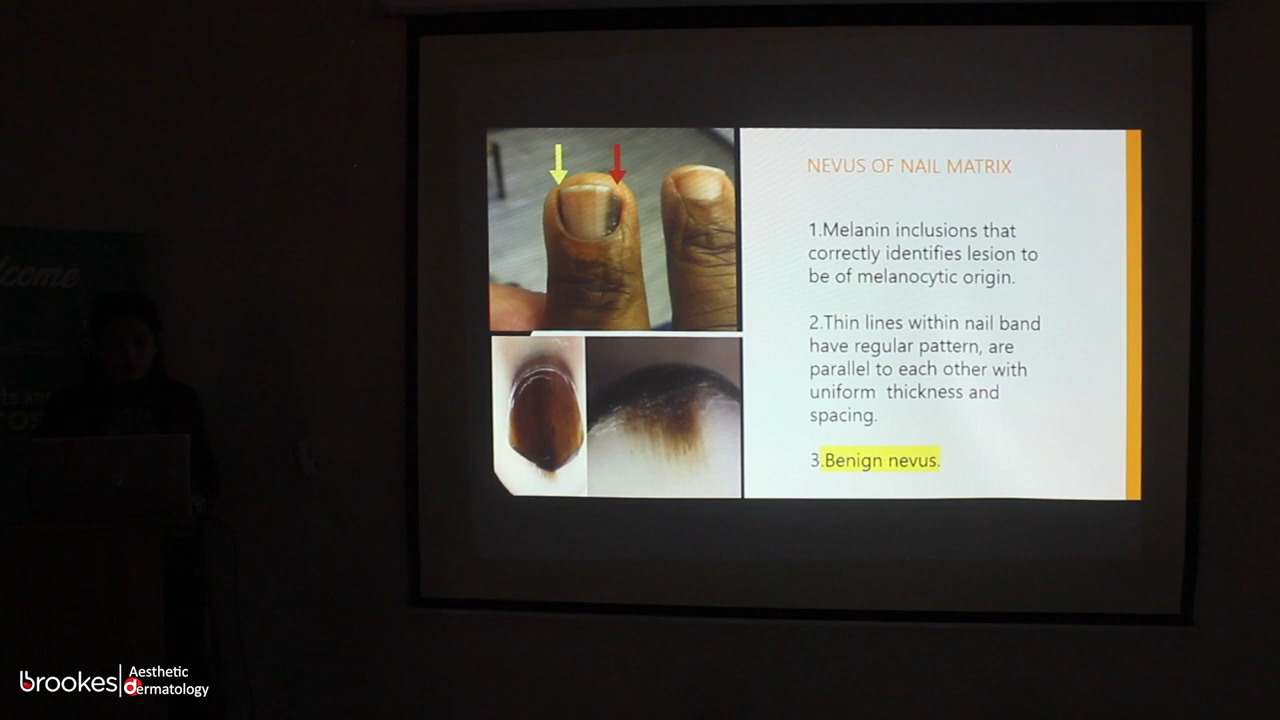 NEVUS OF NAIL MATRIX
1.Melanin inclusions that
correctly identifies lesion to
be of melanocytic origin.
2.Thin lines within nail band
have regular pattern, are
parallel to each other with
uniform thickness and
spacing.
3.Benign nevus.
come
brookes
Aesthetic
dermatology